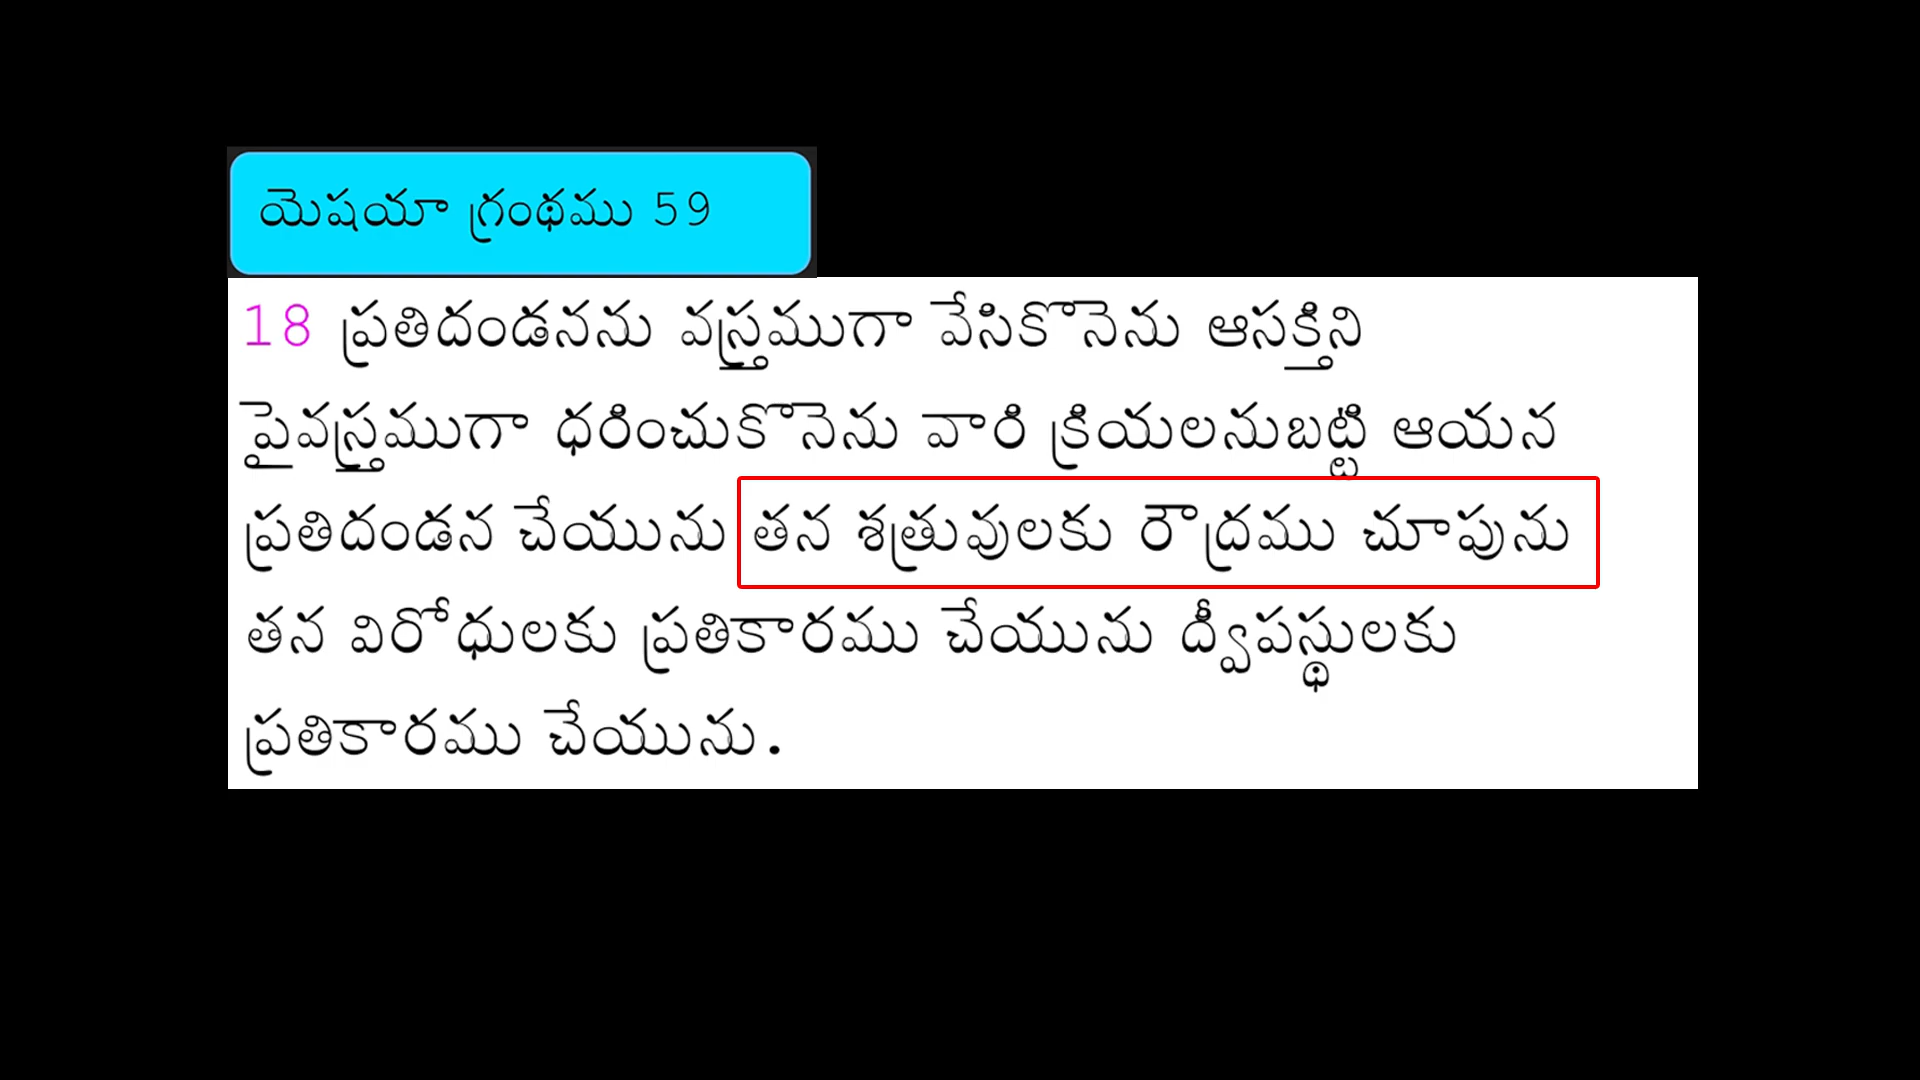 యెషయా గ్రంథము 59
18 ప్రతిదండనను వస్త్రముగా వేసికొనెను ఆసక్తిని
పైవస్త్రముగా ధరించుకొనెను వారి క్రియలనుబట్టి ఆయన
ప్రతిదండన చేయును తన శత్రువులకు రౌద్రము చూపును
తన విరోధులకు ప్రతికారము చేయును ద్వీపస్థులకు
ప్రతికారము చేయును.